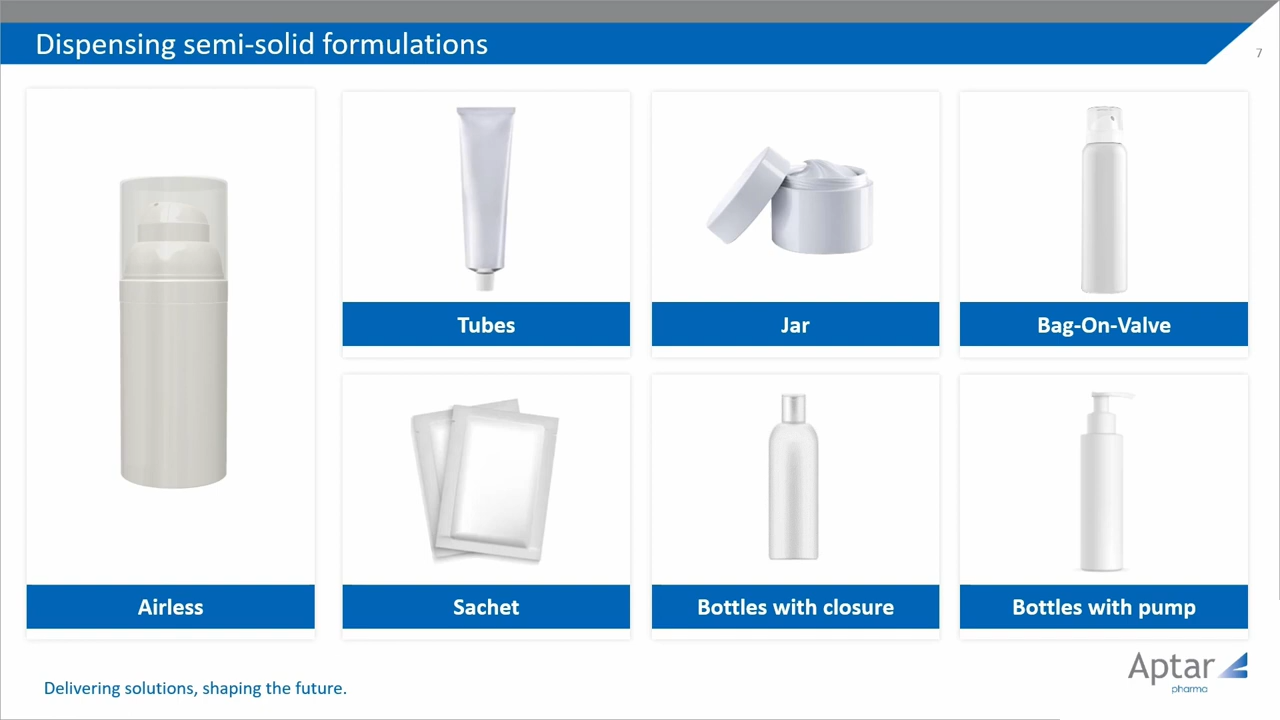 Dispensing semi-solid formulations
7
Airless
Tubes
Jar
Bag-On-Valve
Sachet
Bottles with closure
Bottles with pump
Delivering solutions, shaping the future.
Aptar
pharma